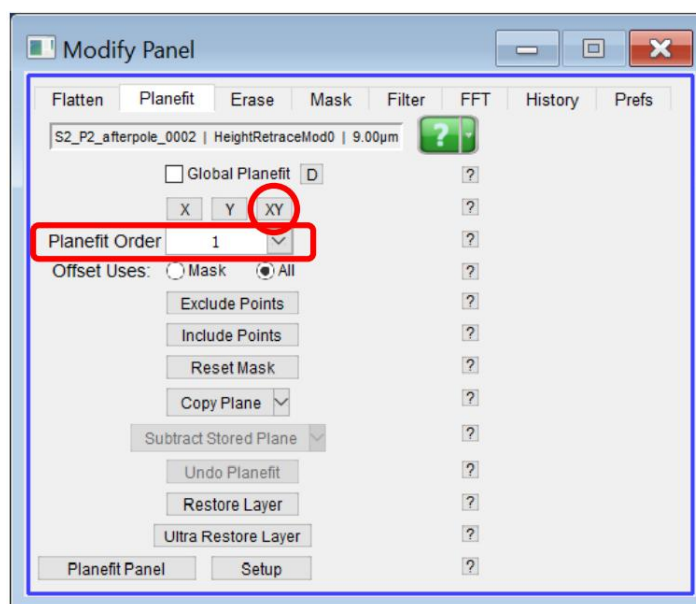 Modify Panel
Flatten Planefit Erase Mask Filter FFT History Prefs
S2_P2_afterpole_0002 | HeightRetraceMod0 | 9.00µm ?
Global Planefit D ?
X Y XY ?
Planefit Order 1 ?
Offset Uses: Mask All ?
Exclude Points ?
Include Points ?
Reset Mask ?
Copy Plane ?
Subtract Stored Plane ?
Undo Planefit ?
Restore Layer ?
Ultra Restore Layer ?
Planefit Panel Setup ?